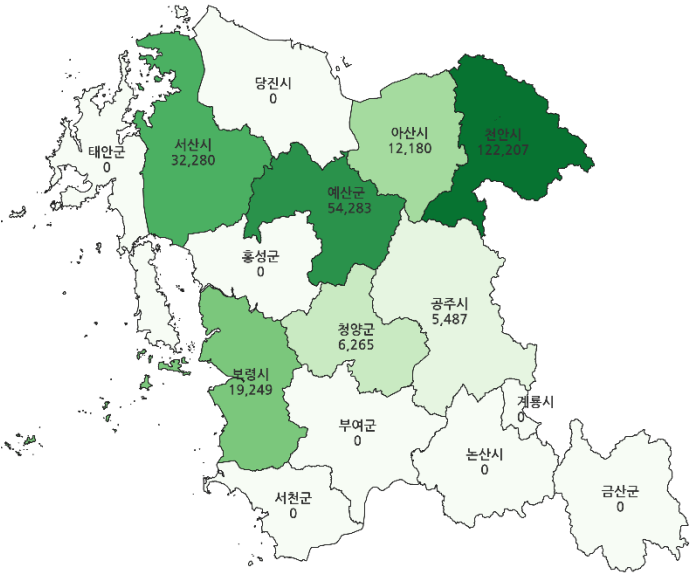 당진시
0
아산시
12,180
천안시
122,207
서산시
32,280
태안군
0
예산군
54,283
홍성군
0
공주시
5,487
청양군
6,265
보령시
19,249
계룡시
0
부여군
0
논산시
0
서천군
0
금산군
0